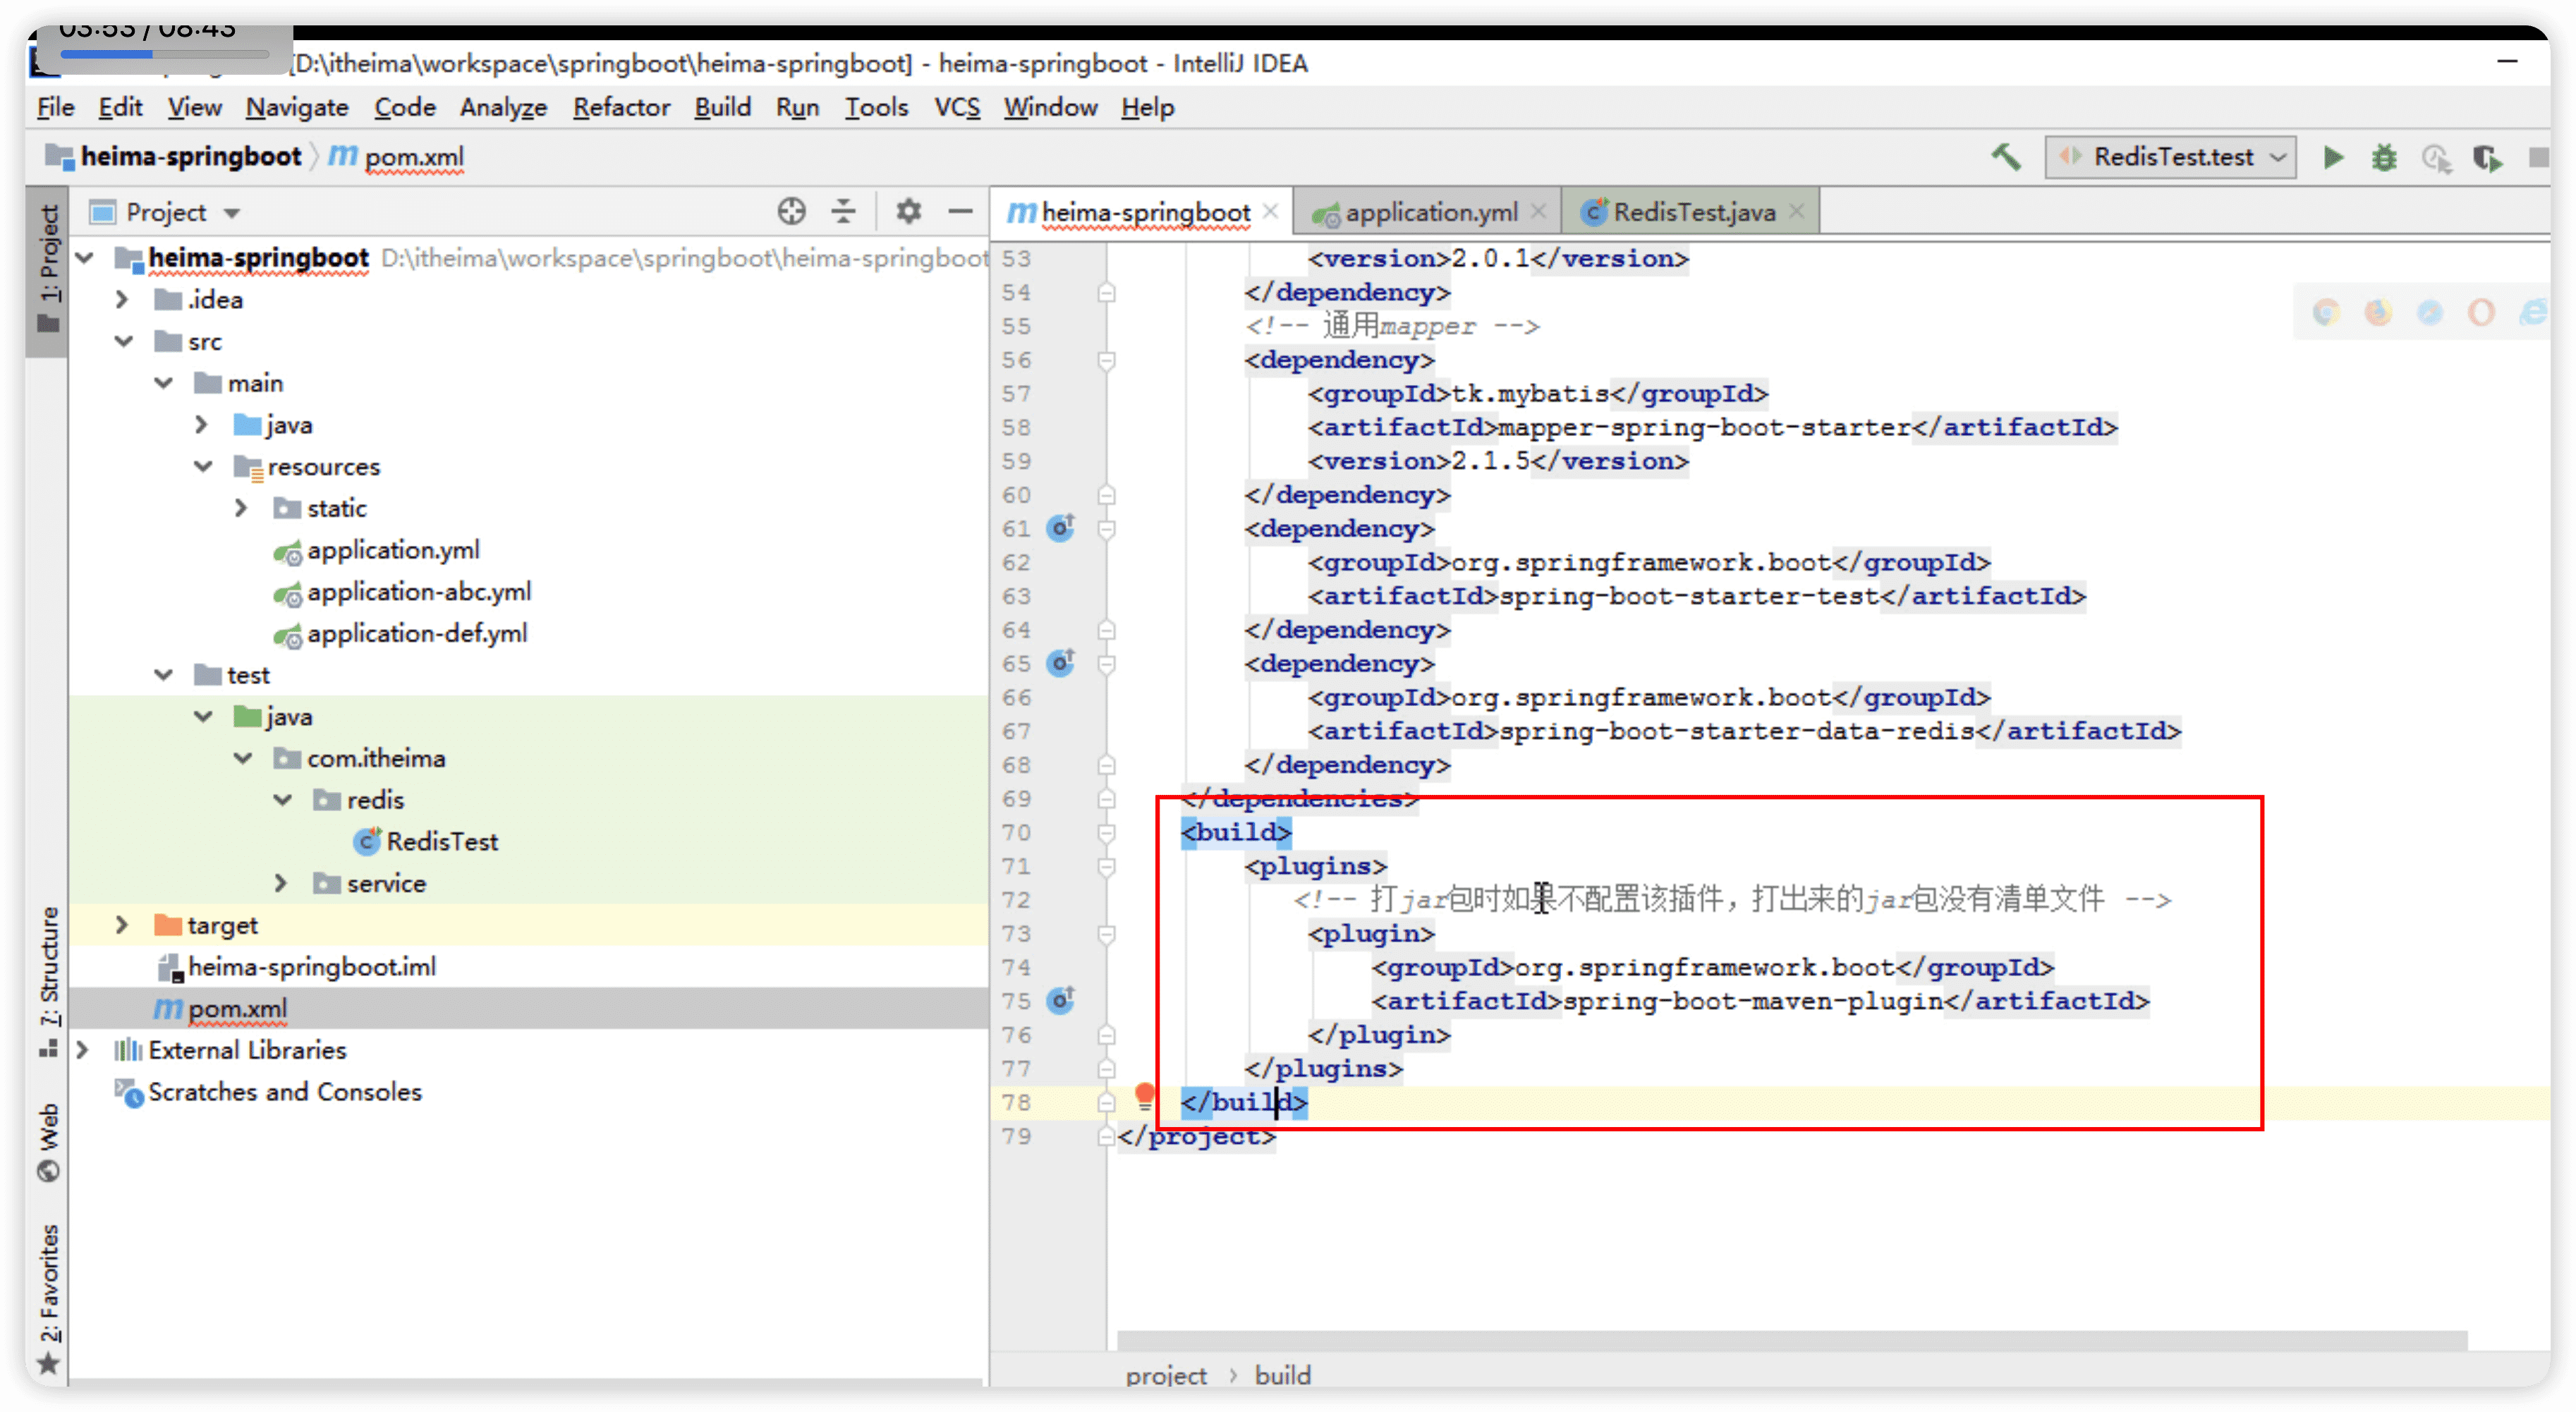 03:53 / 08:43
[D:\itheima\workspace\springboot\heima-springboot] - heima-springboot - IntelliJ IDEA
File Edit View Navigate Code Analyze Refactor Build Run Tools VCS Window Help
heima-springboot pom.xml
RedisTest.test
1: Project
Project
heima-springboot D:\itheima\workspace\springboot\heima-springboot
.idea
src
main
java
resources
static
application.yml
application-abc.yml
application-def.yml
test
java
com.itheima
redis
RedisTest
service
target
heima-springboot.iml
pom.xml
External Libraries
Scratches and Consoles
7: Structure
Web
2: Favorites
heima-springboot application.yml RedisTest.java
53 <version>2.0.1</version>
54 </dependency>
55 <!-- 通用mapper -->
56 <dependency>
57 <groupId>tk.mybatis</groupId>
58 <artifactId>mapper-spring-boot-starter</artifactId>
59 <version>2.1.5</version>
60 </dependency>
61 <dependency>
62 <groupId>org.springframework.boot</groupId>
63 <artifactId>spring-boot-starter-test</artifactId>
64 </dependency>
65 <dependency>
66 <groupId>org.springframework.boot</groupId>
67 <artifactId>spring-boot-starter-data-redis</artifactId>
68 </dependency>
69 </dependencies>
70 <build>
71 <plugins>
72 <!-- 打jar包时如果不配置该插件，打出来的jar包没有清单文件 -->
73 <plugin>
74 <groupId>org.springframework.boot</groupId>
75 <artifactId>spring-boot-maven-plugin</artifactId>
76 </plugin>
77 </plugins>
78 </build>
79 </project>
project › build